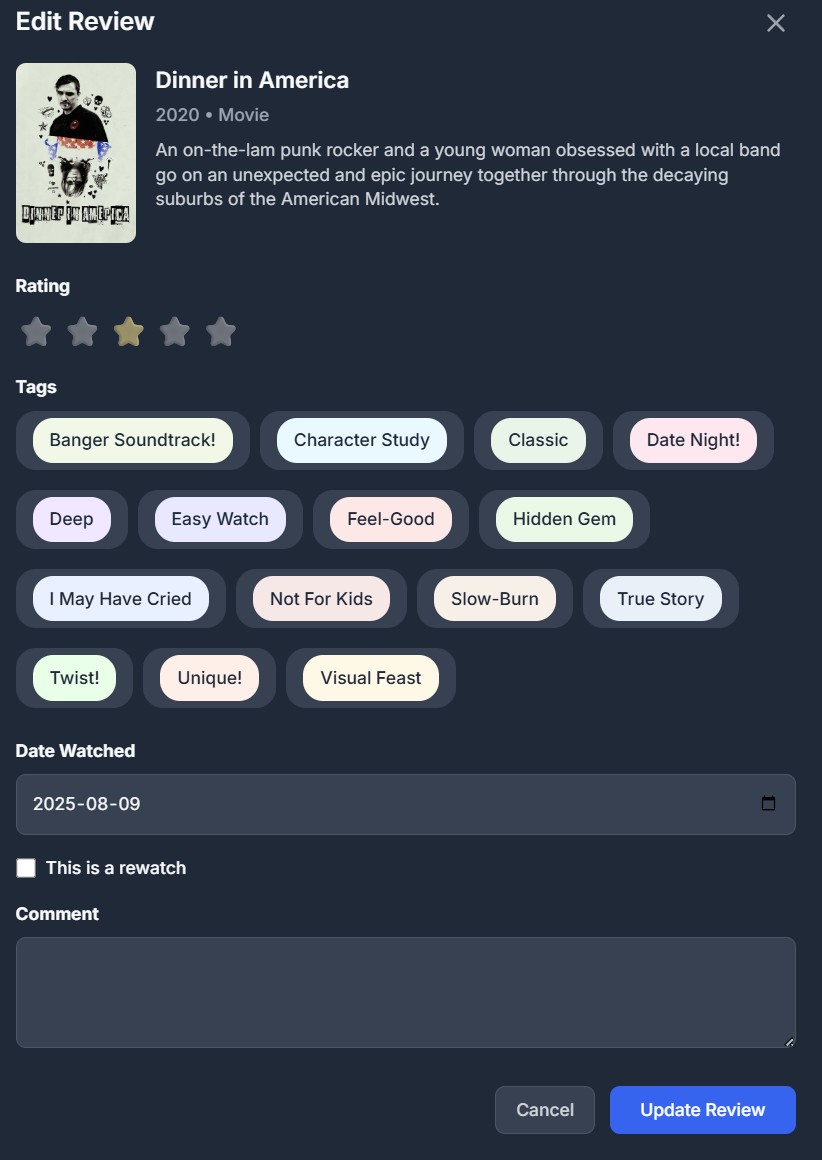 Edit Review
Dinner in America
2020 • Movie
An on-the-lam punk rocker and a young woman obsessed with a local band
go on an unexpected and epic journey together through the decaying
suburbs of the American Midwest.
DINNER IN AMERICA
Rating
Tags
Banger Soundtrack! Character Study Classic Date Night!
Deep Easy Watch Feel-Good Hidden Gem
I May Have Cried Not For Kids Slow-Burn True Story
Twist! Unique! Visual Feast
Date Watched
2025-08-09
This is a rewatch
Comment
Cancel Update Review